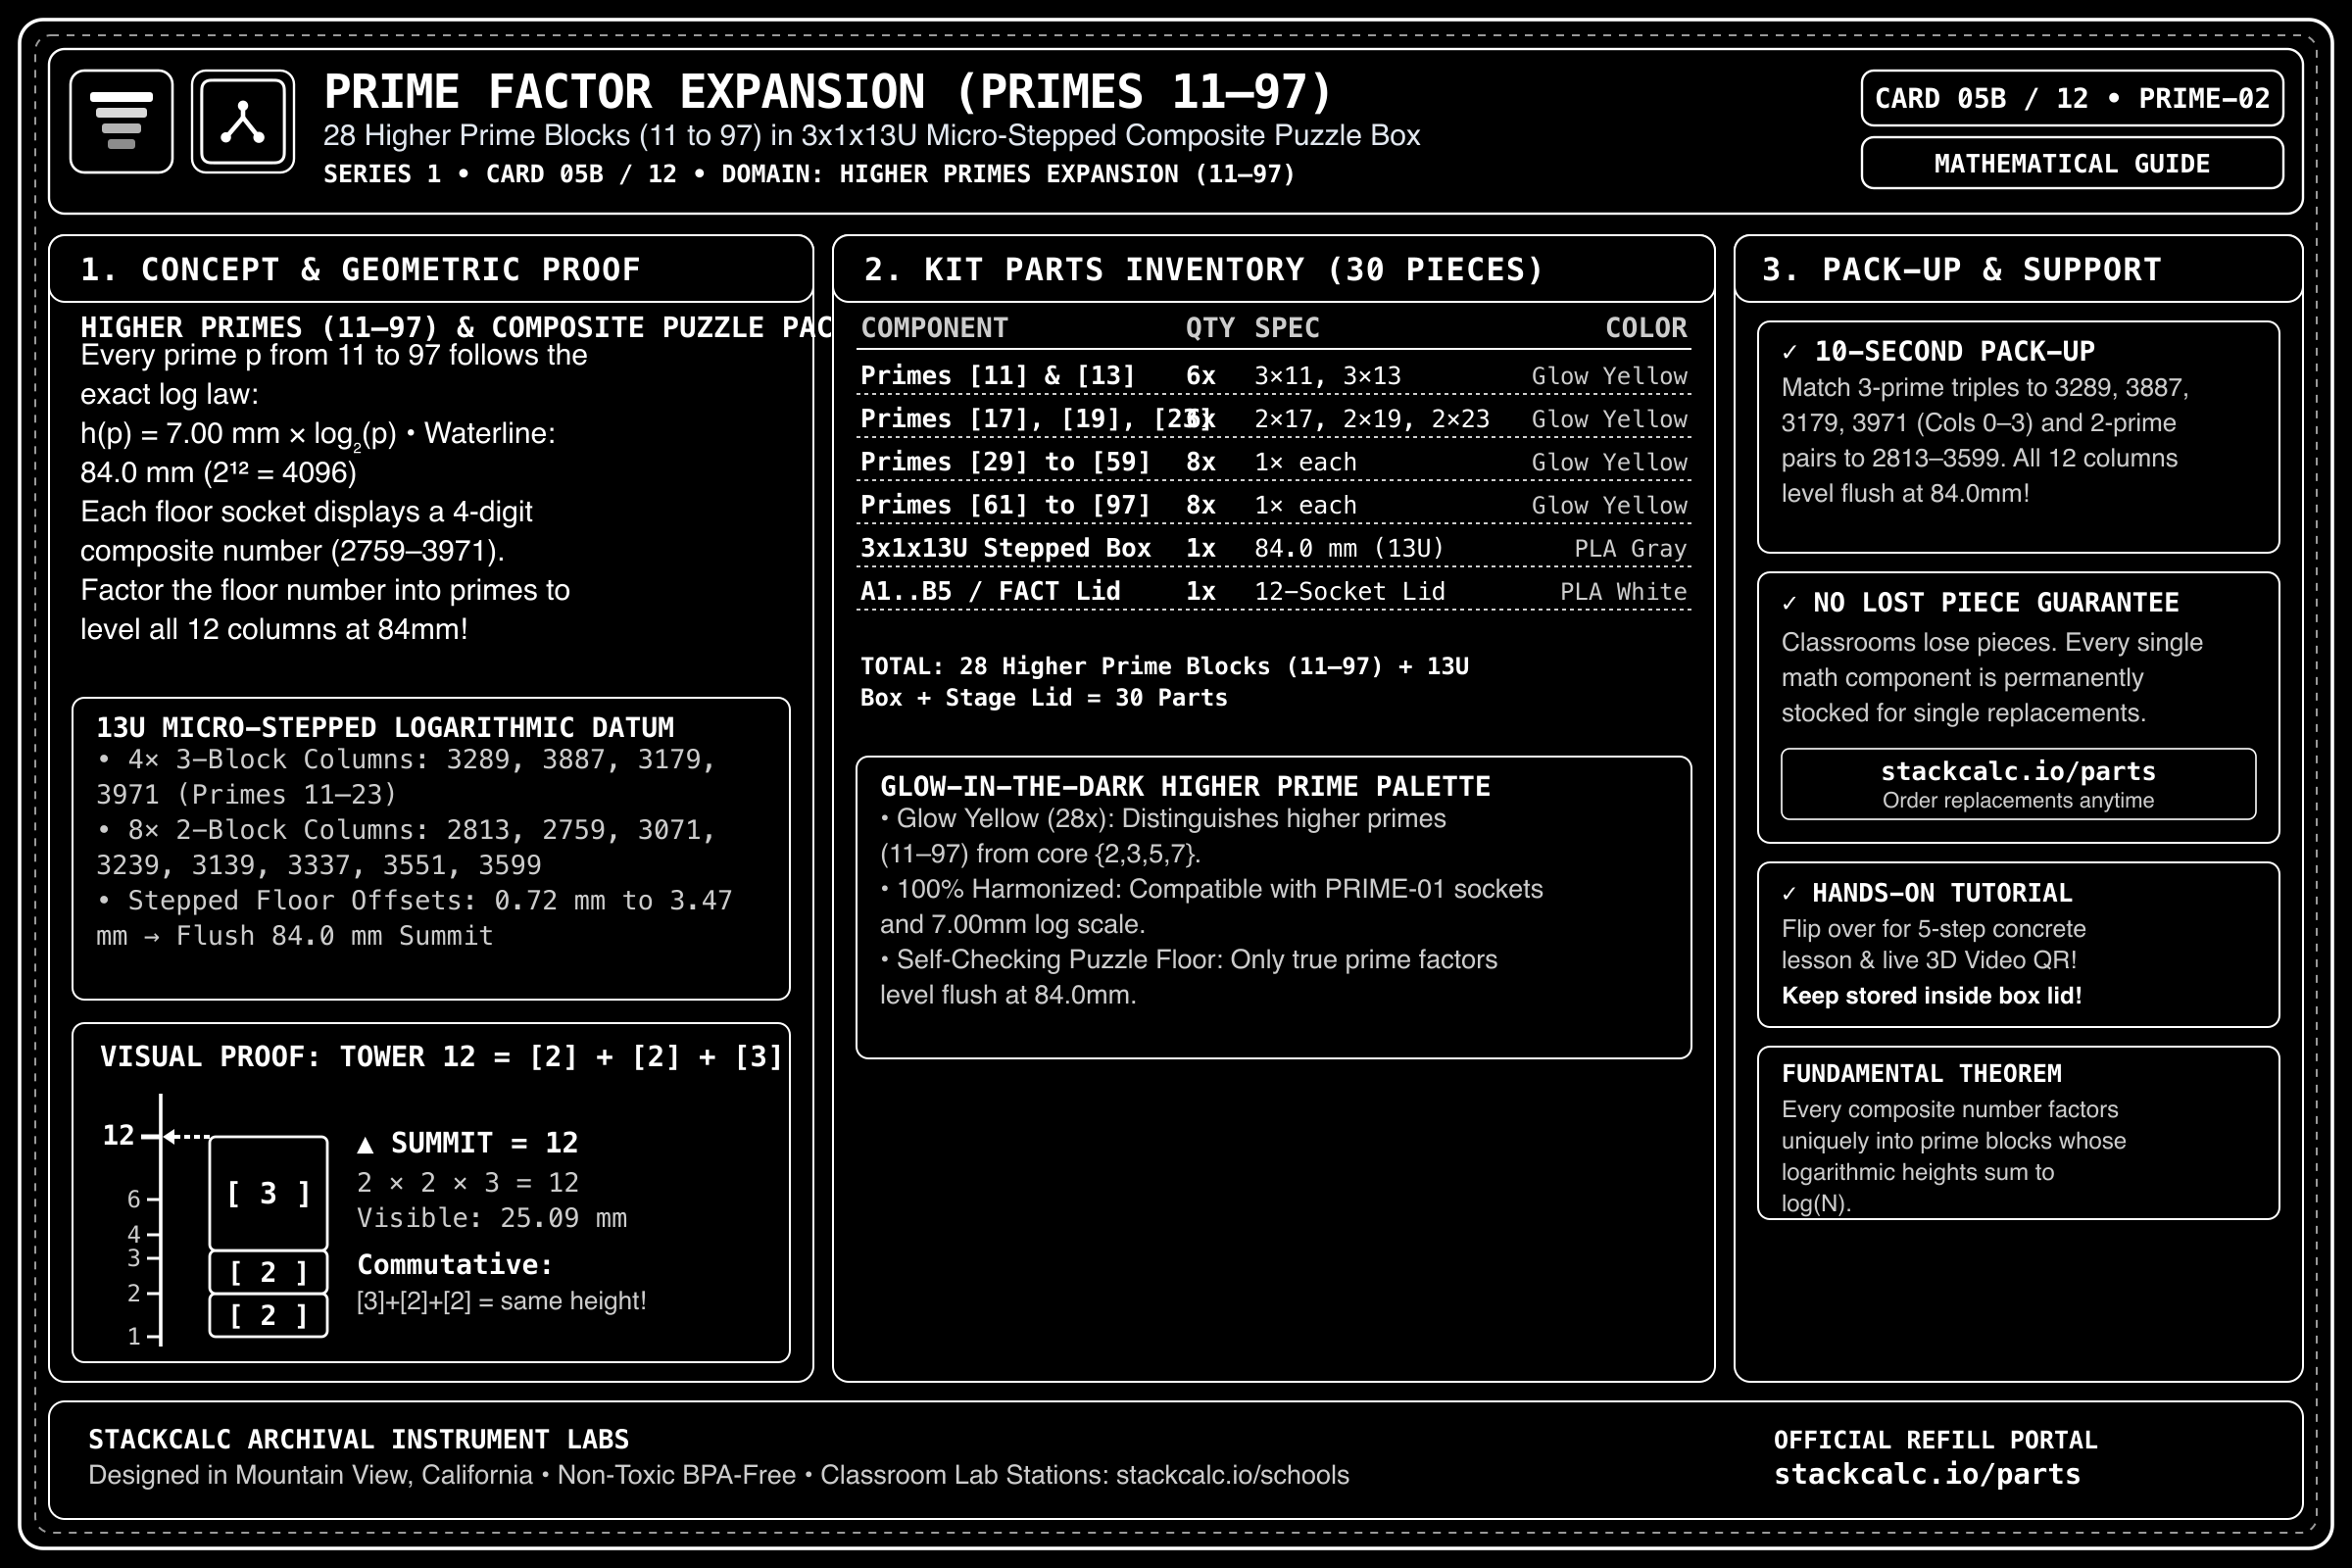 PRIME FACTOR EXPANSION (PRIMES 11–97)
28 Higher Prime Blocks (11 to 97) in 3x1x13U Micro-Stepped Composite Puzzle Box
SERIES 1 • CARD 05B / 12 • DOMAIN: HIGHER PRIMES EXPANSION (11–97)
CARD 05B / 12 • PRIME-02
MATHEMATICAL GUIDE
1. CONCEPT & GEOMETRIC PROOF
HIGHER PRIMES (11–97) & COMPOSITE PUZZLE PAC
Every prime p from 11 to 97 follows the
exact log law:
h(p) = 7.00 mm × log₂(p) • Waterline:
84.0 mm (2¹² = 4096)
Each floor socket displays a 4-digit
composite number (2759–3971).
Factor the floor number into primes to
level all 12 columns at 84mm!
13U MICRO-STEPPED LOGARITHMIC DATUM
• 4× 3-Block Columns: 3289, 3887, 3179,
3971 (Primes 11–23)
• 8× 2-Block Columns: 2813, 2759, 3071,
3239, 3139, 3337, 3551, 3599
• Stepped Floor Offsets: 0.72 mm to 3.47
mm → Flush 84.0 mm Summit
VISUAL PROOF: TOWER 12 = [2] + [2] + [3]
12
6
4
3
2
1
[ 3 ]
[ 2 ]
[ 2 ]
▲ SUMMIT = 12
2 × 2 × 3 = 12
Visible: 25.09 mm
Commutative:
[3]+[2]+[2] = same height!
2. KIT PARTS INVENTORY (30 PIECES)
COMPONENT QTY SPEC COLOR
Primes [11] & [13] 6x 3×11, 3×13 Glow Yellow
Primes [17], [19], [23] 6x 2×17, 2×19, 2×23 Glow Yellow
Primes [29] to [59] 8x 1× each Glow Yellow
Primes [61] to [97] 8x 1× each Glow Yellow
3x1x13U Stepped Box 1x 84.0 mm (13U) PLA Gray
A1..B5 / FACT Lid 1x 12-Socket Lid PLA White
TOTAL: 28 Higher Prime Blocks (11–97) + 13U
Box + Stage Lid = 30 Parts
GLOW-IN-THE-DARK HIGHER PRIME PALETTE
• Glow Yellow (28x): Distinguishes higher primes
(11–97) from core {2,3,5,7}.
• 100% Harmonized: Compatible with PRIME-01 sockets
and 7.00mm log scale.
• Self-Checking Puzzle Floor: Only true prime factors
level flush at 84.0mm.
3. PACK-UP & SUPPORT
✓ 10-SECOND PACK-UP
Match 3-prime triples to 3289, 3887,
3179, 3971 (Cols 0–3) and 2-prime
pairs to 2813–3599. All 12 columns
level flush at 84.0mm!
✓ NO LOST PIECE GUARANTEE
Classrooms lose pieces. Every single
math component is permanently
stocked for single replacements.
stackcalc.io/parts
Order replacements anytime
✓ HANDS-ON TUTORIAL
Flip over for 5-step concrete
lesson & live 3D Video QR!
Keep stored inside box lid!
FUNDAMENTAL THEOREM
Every composite number factors
uniquely into prime blocks whose
logarithmic heights sum to
log(N).
STACKCALC ARCHIVAL INSTRUMENT LABS
Designed in Mountain View, California • Non-Toxic BPA-Free • Classroom Lab Stations: stackcalc.io/schools
OFFICIAL REFILL PORTAL
stackcalc.io/parts